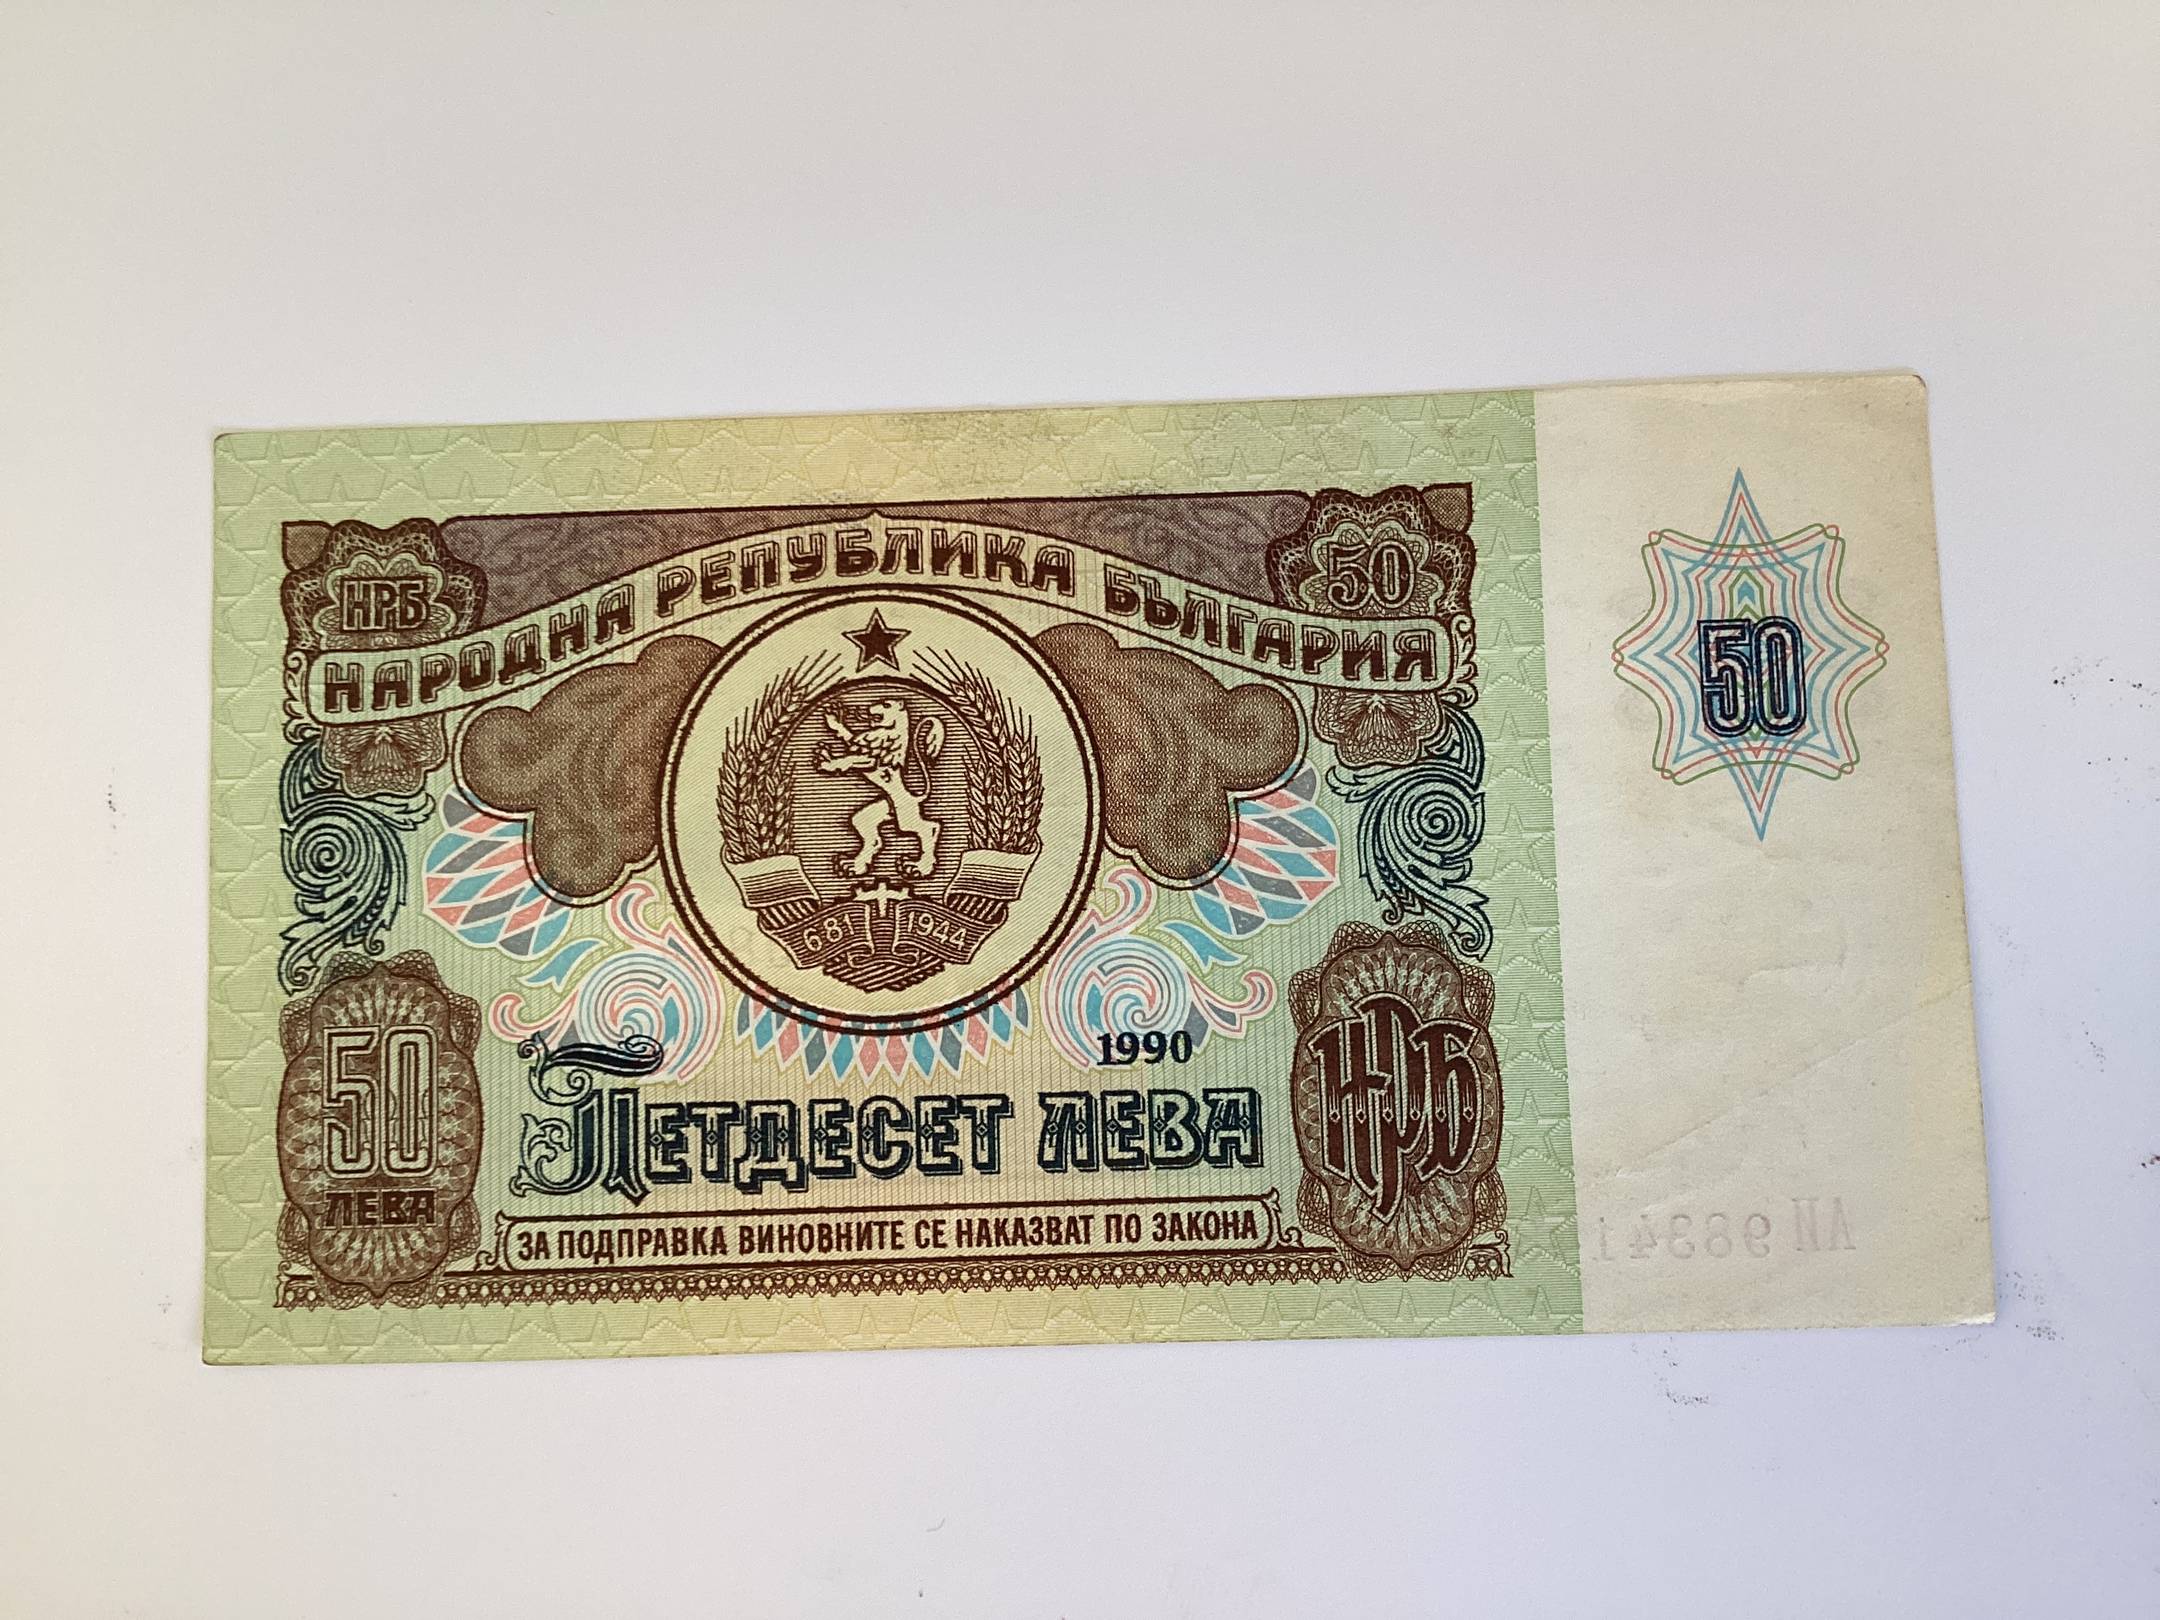 НРБ
50
НАРОДНА РЕПУБЛИКА БЪЛГАРИЯ
50
681 1944
1990
50
ЛЕВА
ПЕТДЕСЕТ ЛЕВА
НРБ
ЗА ПОДПРАВКА ВИНОВНИТЕ СЕ НАКАЗВАТ ПО ЗАКОНА